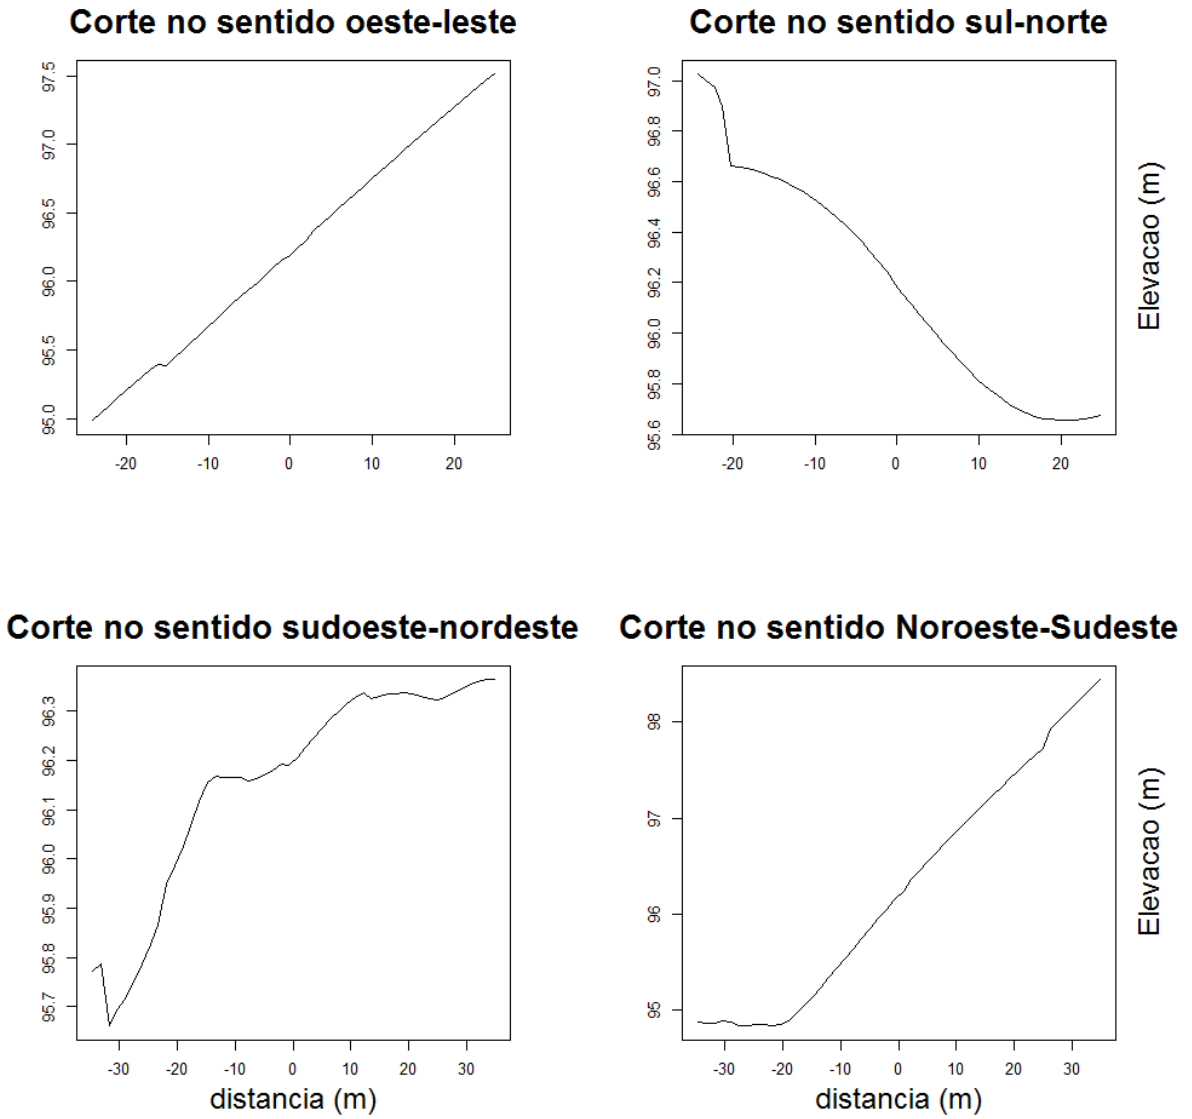 Corte no sentido oeste-leste
97.5
97.0
96.5
96.0
95.5
95.0
-20 -10 0 10 20
Corte no sentido sul-norte
97.0
96.8
96.6
96.4
96.2
96.0
95.8
95.6
-20 -10 0 10 20
Elevacao (m)
Corte no sentido sudoeste-nordeste
96.3
96.2
96.1
96.0
95.9
95.8
95.7
-30 -20 -10 0 10 20 30
distancia (m)
Corte no sentido Noroeste-Sudeste
98
97
96
95
-30 -20 -10 0 10 20 30
distancia (m)
Elevacao (m)